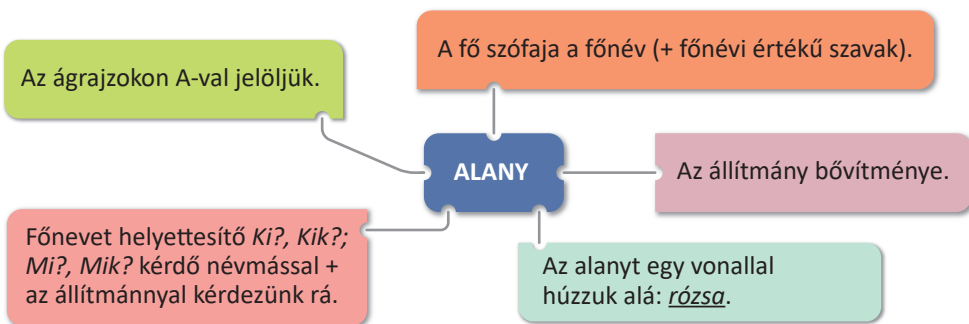 A fő szófaja a főnév (+ főnévi értékű szavak).
Az ágrajzokon A-val jelöljük.
ALANY
Az állítmány bővítménye.
Főnevet helyettesítő Ki?, Kik?;
Mi?, Mik? kérdő névmással +
az állítmánnyal kérdezünk rá.
Az alanyt egy vonallal
húzzuk alá: rózsa.